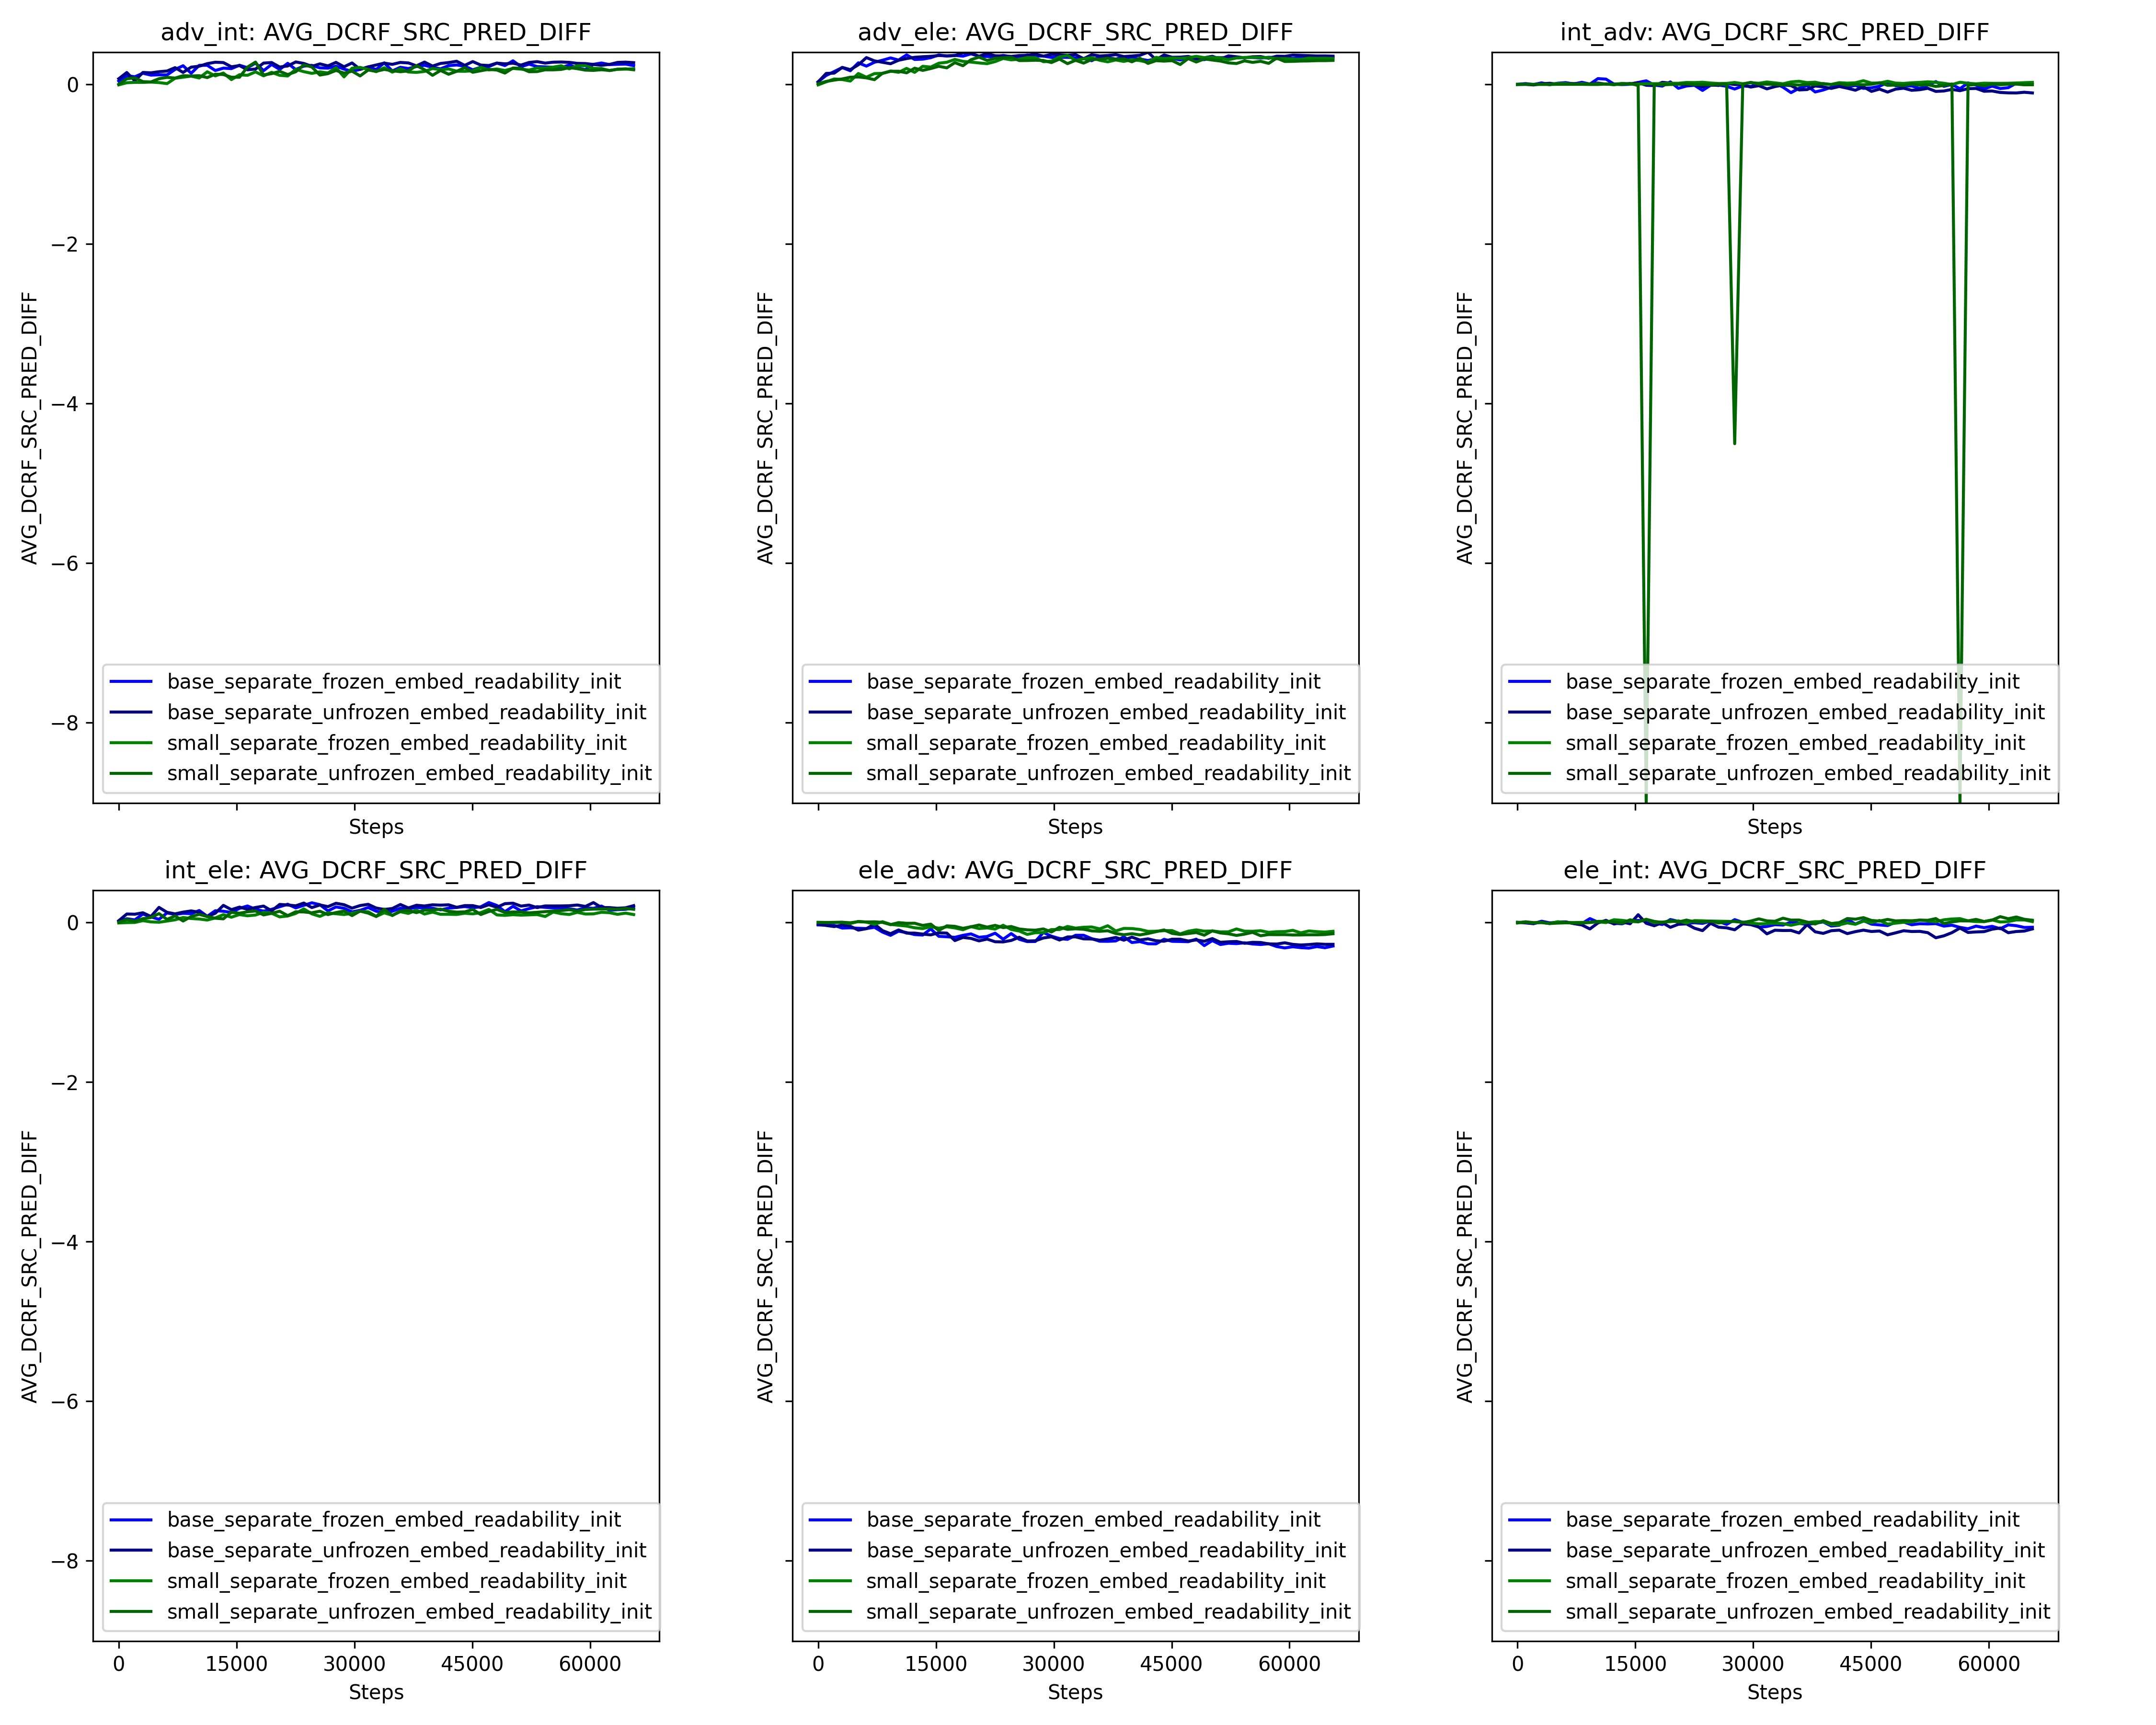 adv_int: AVG_DCRF_SRC_PRED_DIFF
AVG_DCRF_SRC_PRED_DIFF
0
−2
−4
−6
−8
base_separate_frozen_embed_readability_init
base_separate_unfrozen_embed_readability_init
small_separate_frozen_embed_readability_init
small_separate_unfrozen_embed_readability_init
Steps
adv_ele: AVG_DCRF_SRC_PRED_DIFF
AVG_DCRF_SRC_PRED_DIFF
base_separate_frozen_embed_readability_init
base_separate_unfrozen_embed_readability_init
small_separate_frozen_embed_readability_init
small_separate_unfrozen_embed_readability_init
Steps
int_adv: AVG_DCRF_SRC_PRED_DIFF
AVG_DCRF_SRC_PRED_DIFF
base_separate_frozen_embed_readability_init
base_separate_unfrozen_embed_readability_init
small_separate_frozen_embed_readability_init
small_separate_unfrozen_embed_readability_init
Steps
int_ele: AVG_DCRF_SRC_PRED_DIFF
AVG_DCRF_SRC_PRED_DIFF
0
−2
−4
−6
−8
base_separate_frozen_embed_readability_init
base_separate_unfrozen_embed_readability_init
small_separate_frozen_embed_readability_init
small_separate_unfrozen_embed_readability_init
0 15000 30000 45000 60000
Steps
ele_adv: AVG_DCRF_SRC_PRED_DIFF
AVG_DCRF_SRC_PRED_DIFF
base_separate_frozen_embed_readability_init
base_separate_unfrozen_embed_readability_init
small_separate_frozen_embed_readability_init
small_separate_unfrozen_embed_readability_init
0 15000 30000 45000 60000
Steps
ele_int: AVG_DCRF_SRC_PRED_DIFF
AVG_DCRF_SRC_PRED_DIFF
base_separate_frozen_embed_readability_init
base_separate_unfrozen_embed_readability_init
small_separate_frozen_embed_readability_init
small_separate_unfrozen_embed_readability_init
0 15000 30000 45000 60000
Steps